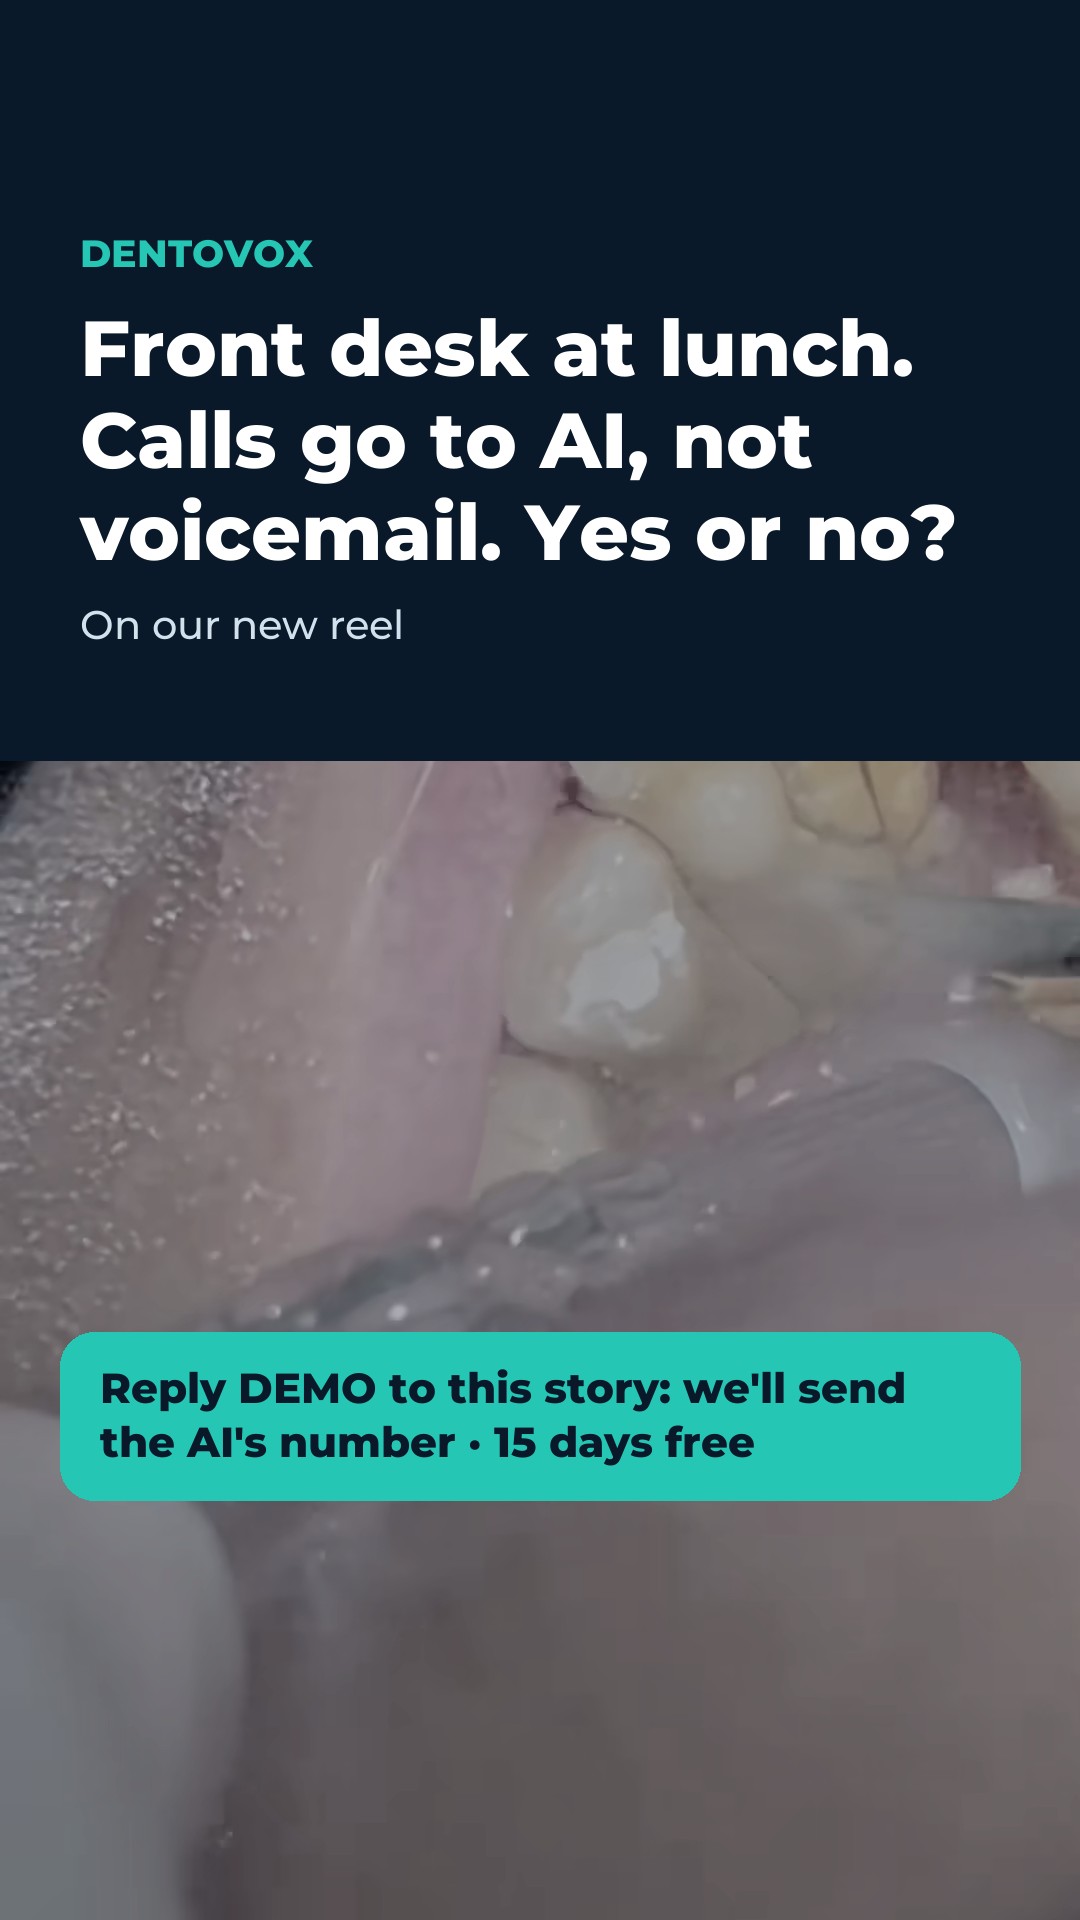 DENTOVOX
Front desk at lunch.
Calls go to AI, not
voicemail. Yes or no?
On our new reel
Reply DEMO to this story: we'll send
the AI's number · 15 days free